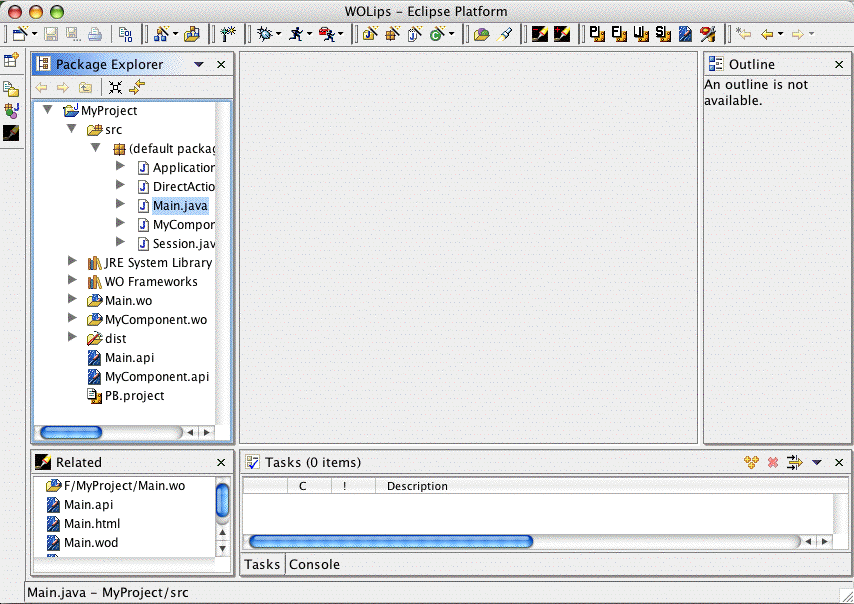 WOLips - Eclipse Platform
Package Explorer
MyProject
src
(default packag
Application
DirectActio
Main.java
MyCompor
Session.jav
JRE System Library
WO Frameworks
Main.wo
MyComponent.wo
dist
Main.api
MyComponent.api
PB.project
Outline
An outline is not
available.
Related
F/MyProject/Main.wo
Main.api
Main.html
Main.wod
Tasks (0 items)
C ! Description
Tasks Console
Main.java - MyProject/src